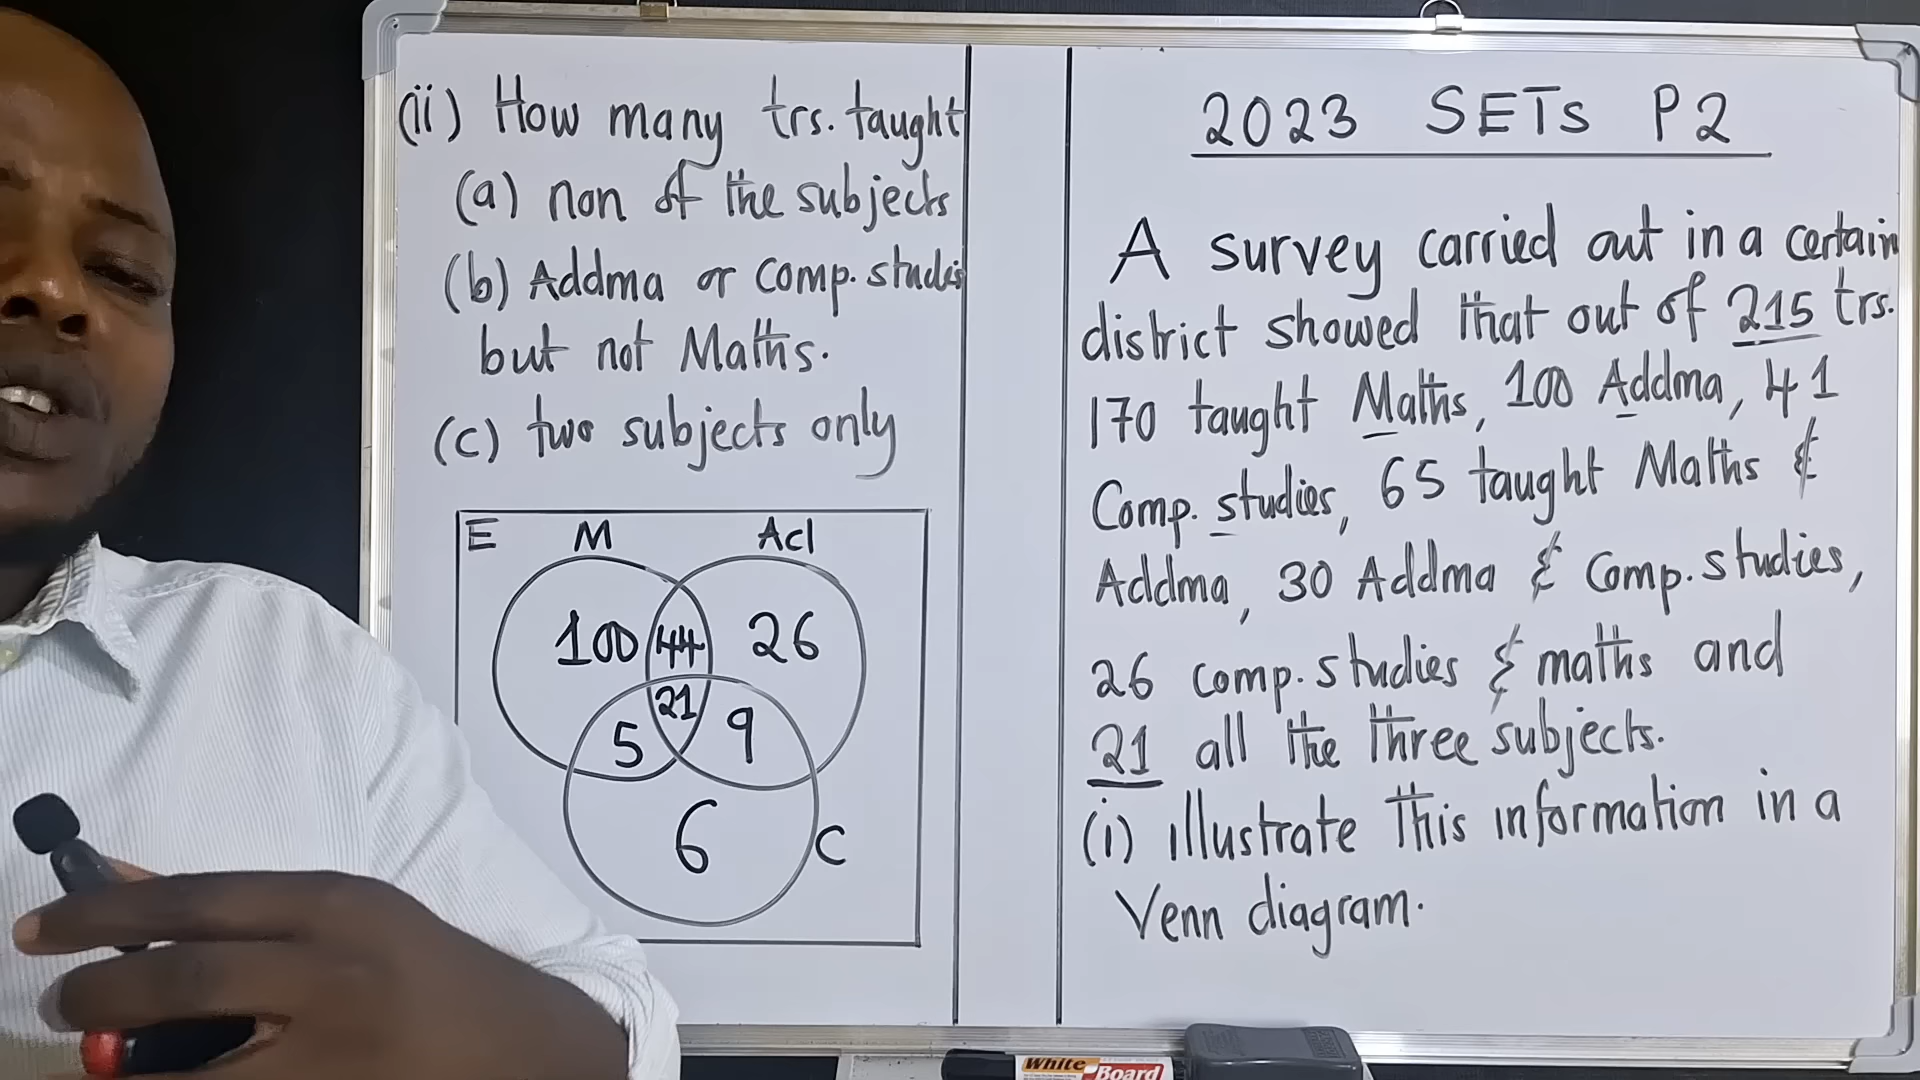 (ii) How many trs. taught
(a) non of the subjects
(b) Addma or Comp. studi
but not Maths.
(c) two subjects only
E M Ad
100 44 26
21
5 9
6 C
2023 SETs P2
A survey carried out in a certain
district showed that out of 215 trs.
170 taught Maths, 100 Addma, 41
Comp. studies, 65 taught Maths &
Addma, 30 Addma & Comp. studies,
26 comp. studies & maths and
21 all the three subjects.
(i) illustrate this information in a
Venn diagram.
White
Board